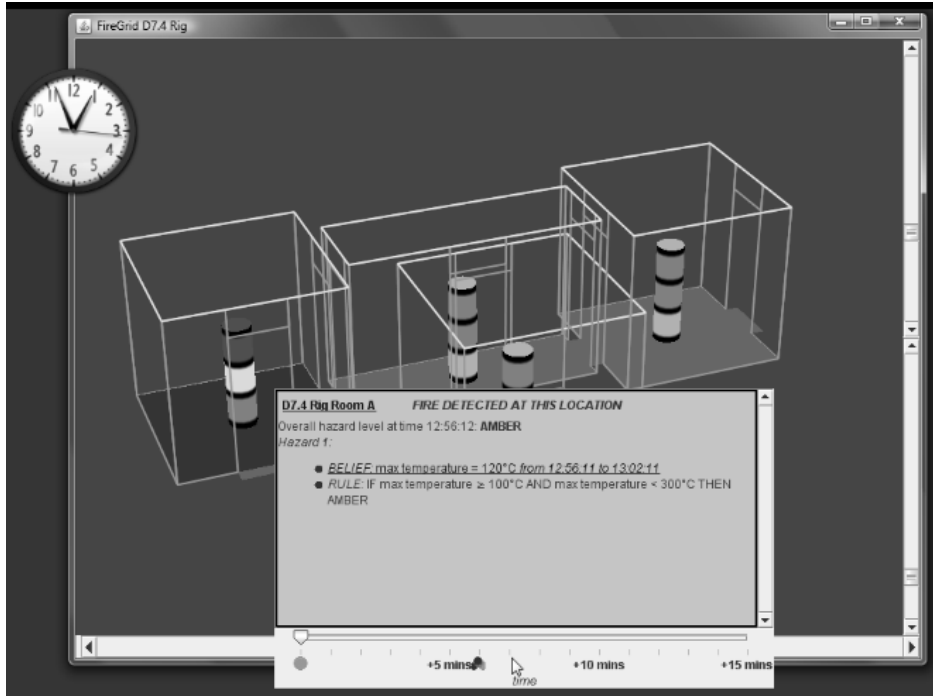 FireGrid D7.4 Rig
12
1
2
3
4
5
6
7
8
9
10
11
D7.4 Rig Room A FIRE DETECTED AT THIS LOCATION
Overall hazard level at time 12:56:12: AMBER
Hazard 1:
BELIEF: max temperature = 120°C from 12:56:11 to 13:02:11
RULE: IF max temperature ≥ 100°C AND max temperature < 300°C THEN
AMBER
+5 mins +10 mins +15 mins
time